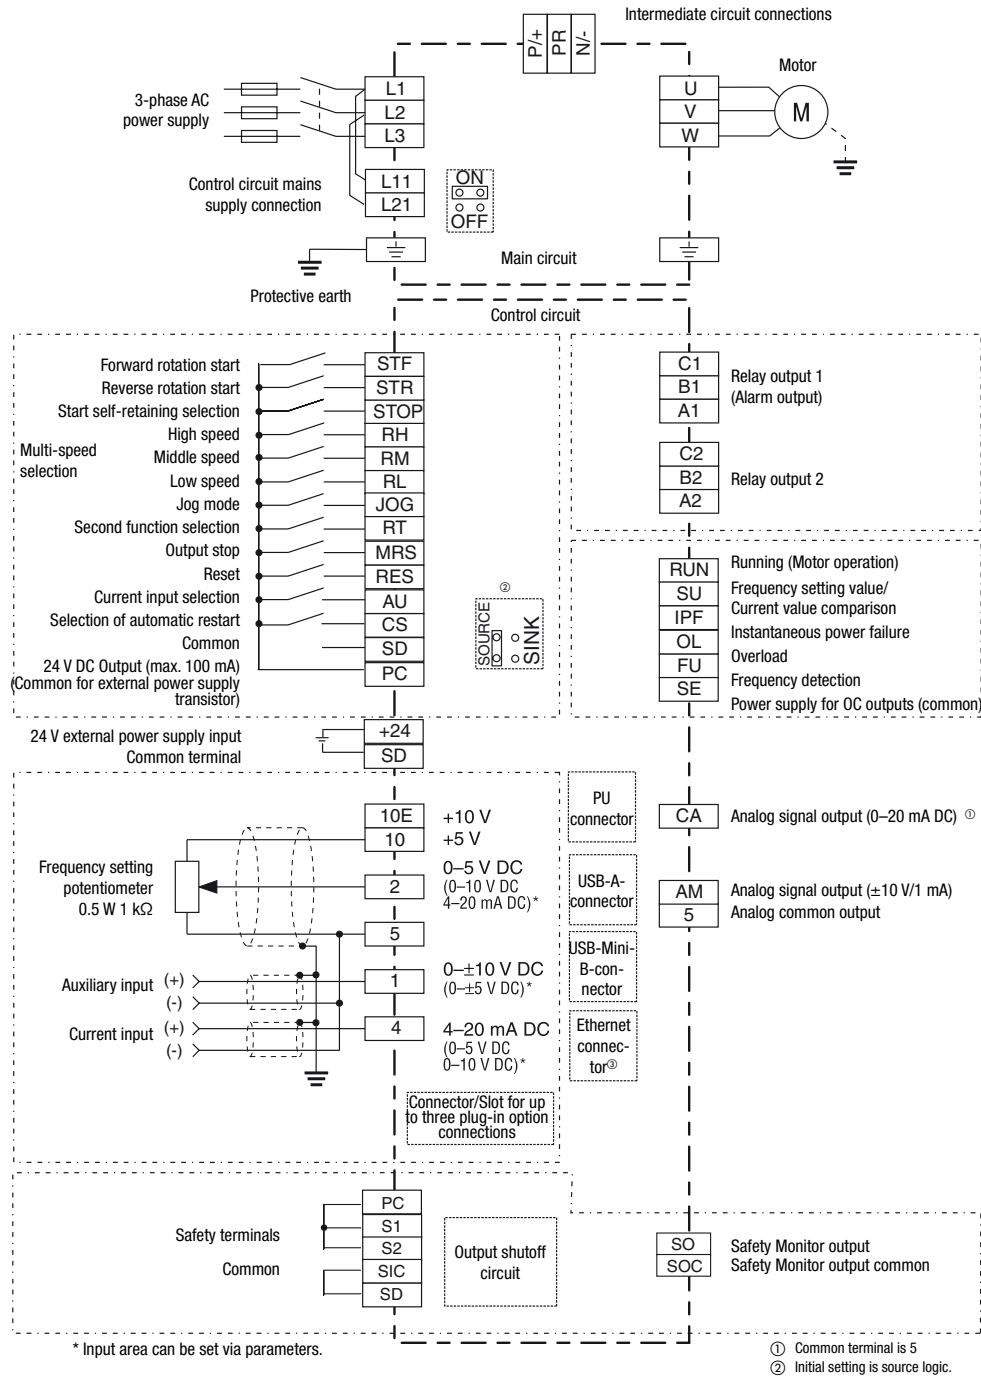 Intermediate circuit connections
P/+
PR
N/-
3-phase AC
power supply
L1
L2
L3
U
V
W
Motor
M
Control circuit mains
supply connection
L11
L21
ON
OFF
Main circuit
Protective earth
Control circuit
Forward rotation start
STF
Reverse rotation start
STR
Start self-retaining selection
STOP
Multi-speed
selection
High speed
RH
Middle speed
RM
Low speed
RL
Jog mode
JOG
Second function selection
RT
Output stop
MRS
Reset
RES
Current input selection
AU
Selection of automatic restart
CS
Common
SD
24 V DC Output (max. 100 mA)
(Common for external power supply
transistor)
PC
②
SOURCE
SINK
C1
B1
A1
Relay output 1
(Alarm output)
C2
B2
A2
Relay output 2
RUN
SU
IPF
OL
FU
SE
Running (Motor operation)
Frequency setting value/
Current value comparison
Instantaneous power failure
Overload
Frequency detection
Power supply for OC outputs (common)
24 V external power supply input
+24
Common terminal
SD
10E
+10 V
10
+5 V
Frequency setting
potentiometer
0.5 W 1 kΩ
2
0–5 V DC
(0–10 V DC
4–20 mA DC)*
5
Auxiliary input
(+)
(-)
1
0–±10 V DC
(0–±5 V DC)*
Current input
(+)
(-)
4
4–20 mA DC
(0–5 V DC
0–10 V DC)*
PU
connector
USB-A-
connector
USB-Mini-
B-con-
nector
Ethernet
connec-
tor③
Connector/Slot for up
to three plug-in option
connections
CA
Analog signal output (0–20 mA DC) ①
AM
Analog signal output (±10 V/1 mA)
5
Analog common output
Safety terminals
Common
PC
S1
S2
SIC
SD
Output shutoff
circuit
SO
Safety Monitor output
SOC
Safety Monitor output common
* Input area can be set via parameters.
① Common terminal is 5
② Initial setting is source logic.